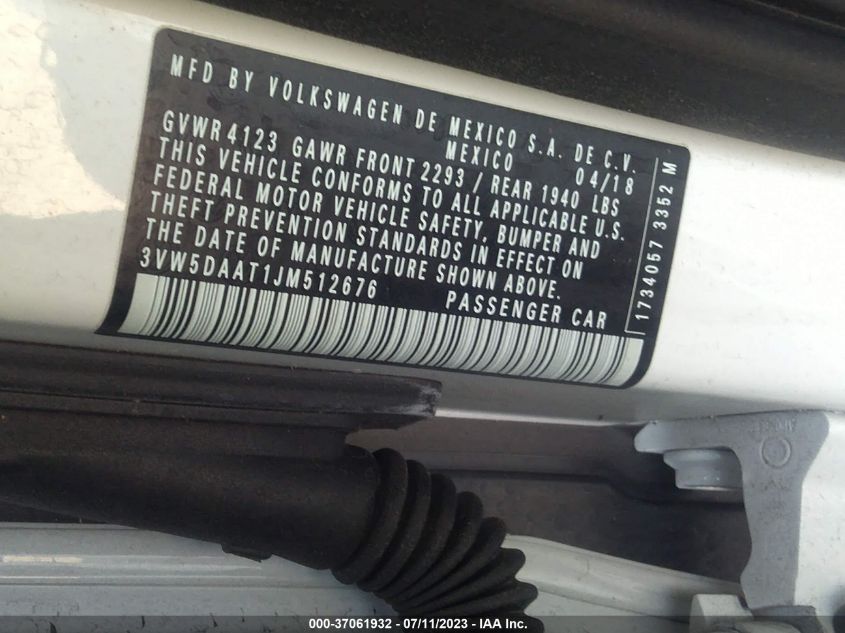 MFD BY VOLKSWAGEN DE MEXICO S.A. DE C.V.
MEXICO
04/18
GVWR 4123 GAWR FRONT 2293 / REAR 1940 LBS
THIS VEHICLE CONFORMS TO ALL APPLICABLE U.S.
FEDERAL MOTOR VEHICLE SAFETY, BUMPER AND
THEFT PREVENTION STANDARDS IN EFFECT ON
THE DATE OF MANUFACTURE SHOWN ABOVE.
3VW5DAAT1JM512676 PASSENGER CAR
1734057 3352 M
000-37061932 - 07/11/2023 - IAA Inc.